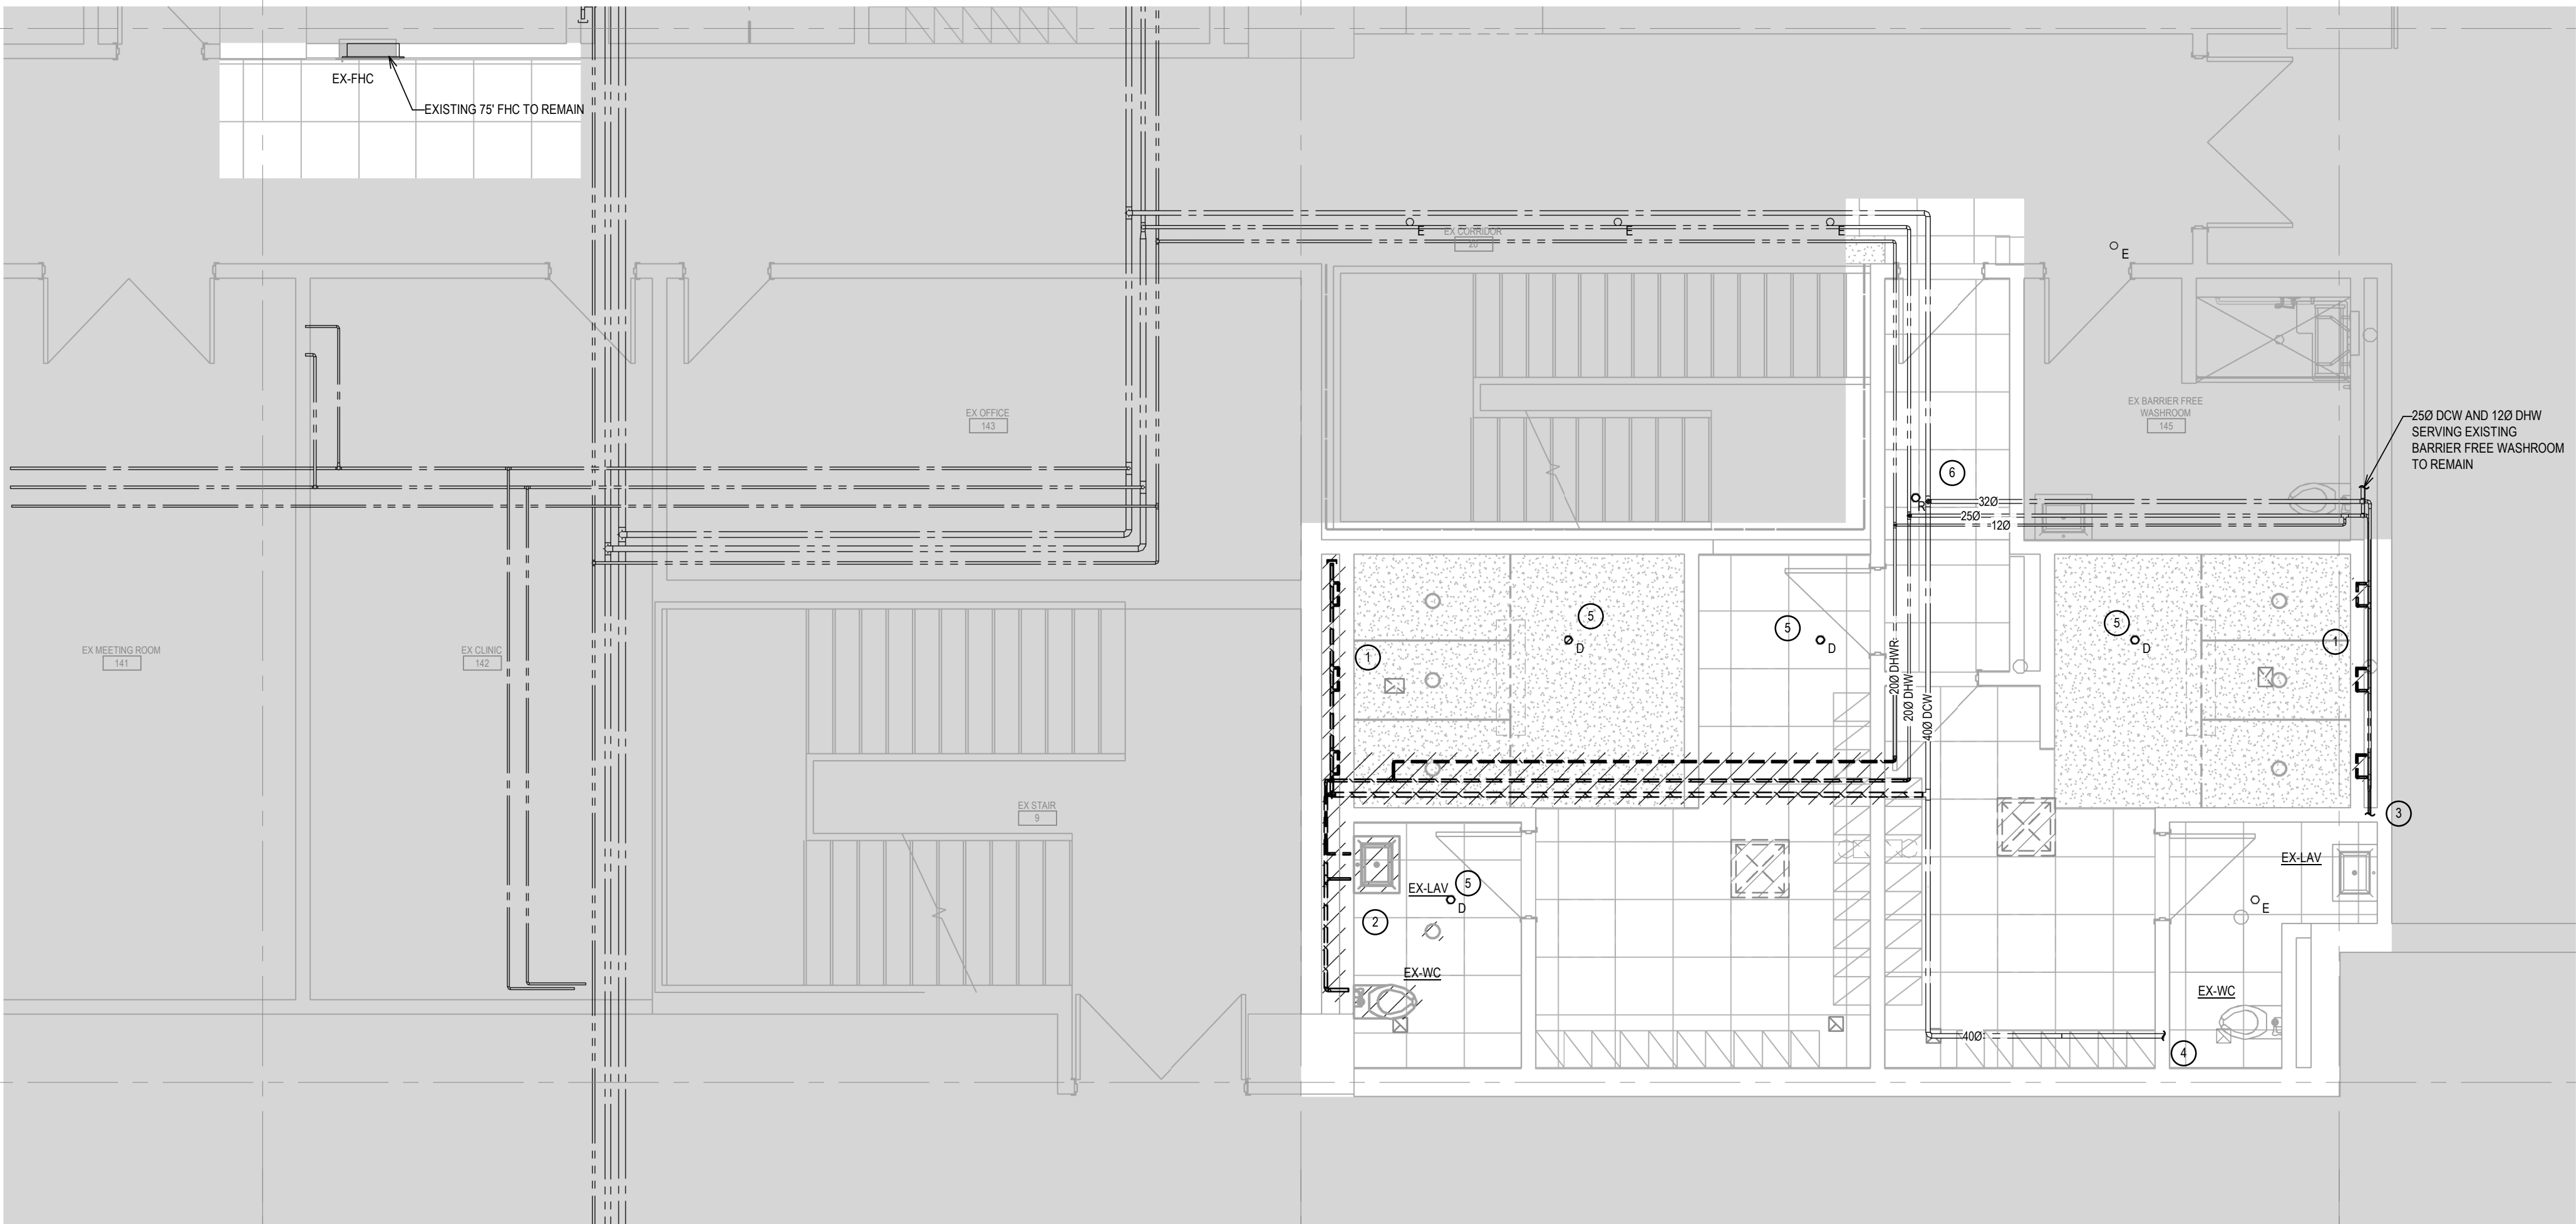 EX-FHC
EXISTING 75' FHC TO REMAIN
E
E
E
E
EX CORRIDOR
20
EX OFFICE
143
EX BARRIER FREE
WASHROOM
145
25Ø DCW AND 12Ø DHW
SERVING EXISTING
BARRIER FREE WASHROOM
TO REMAIN
6
R
32Ø
25Ø
12Ø
EX MEETING ROOM
141
EX CLINIC
142
1
5
D
5
D
20Ø DHWR
20Ø DHW
40Ø DCW
5
D
1
EX STAIR
9
3
EX-LAV
5
D
2
EX-WC
EX-LAV
E
EX-WC
40Ø
4